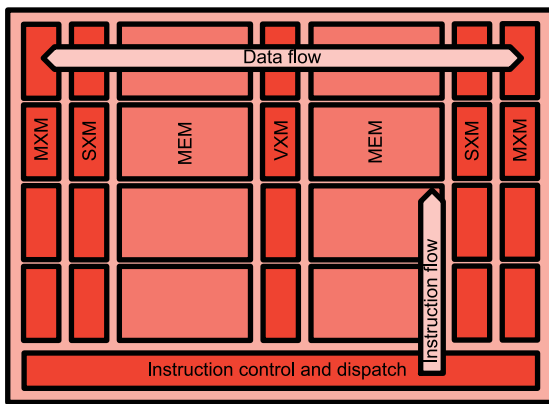 Data flow
MXM
SXM
MEM
VXM
MEM
SXM
MXM
Instruction flow
Instruction control and dispatch